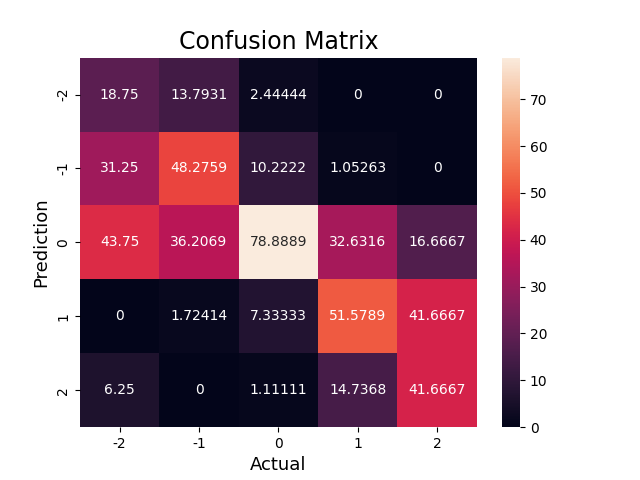 Confusion Matrix
-2 18.75 13.7931 2.44444 0 0
-1 31.25 48.2759 10.2222 1.05263 0
0 43.75 36.2069 78.8889 32.6316 16.6667
1 0 1.72414 7.33333 51.5789 41.6667
2 6.25 0 1.11111 14.7368 41.6667
-2 -1 0 1 2
Actual
Prediction
70
60
50
40
30
20
10
0